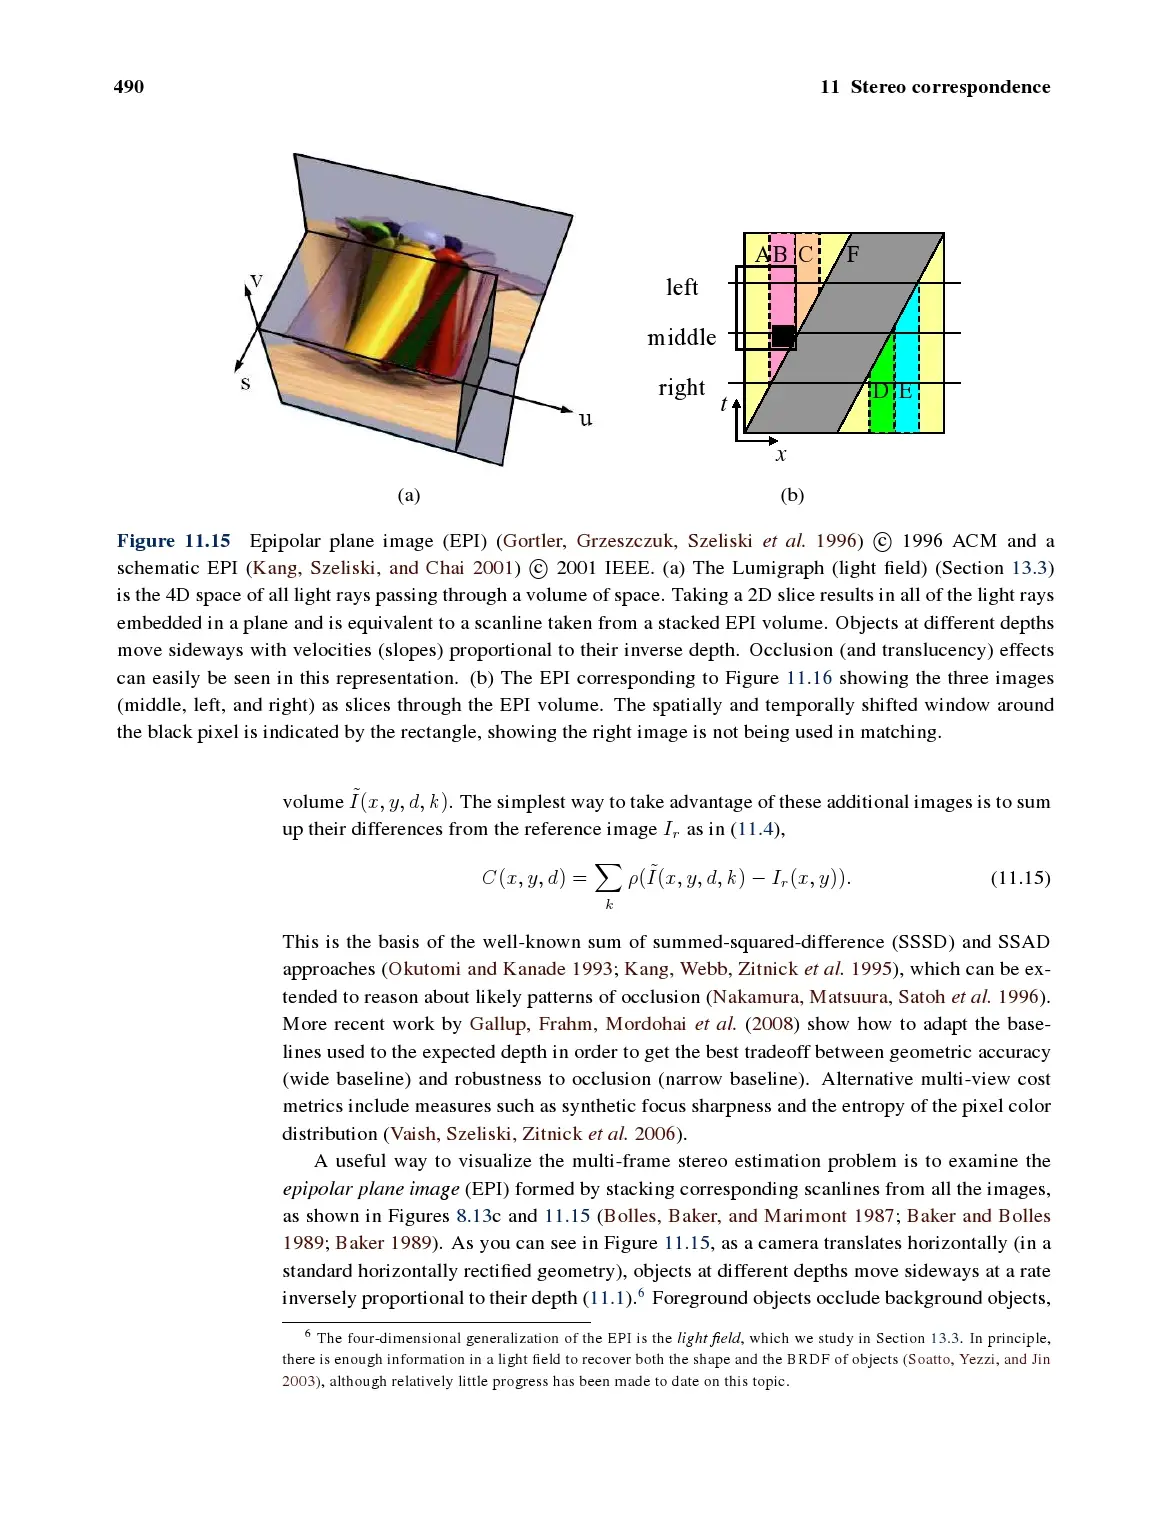 490
11 Stereo correspondence
v
s
u
A B C F
left
middle
right
D E
t
x
(a)
(b)
Figure 11.15 Epipolar plane image (EPI) (Gortler, Grzeszczuk, Szeliski et al. 1996) © 1996 ACM and a
schematic EPI (Kang, Szeliski, and Chai 2001) © 2001 IEEE. (a) The Lumigraph (light field) (Section 13.3)
is the 4D space of all light rays passing through a volume of space. Taking a 2D slice results in all of the light rays
embedded in a plane and is equivalent to a scanline taken from a stacked EPI volume. Objects at different depths
move sideways with velocities (slopes) proportional to their inverse depth. Occlusion (and translucency) effects
can easily be seen in this representation. (b) The EPI corresponding to Figure 11.16 showing the three images
(middle, left, and right) as slices through the EPI volume. The spatially and temporally shifted window around
the black pixel is indicated by the rectangle, showing the right image is not being used in matching.
volume Ĩ(x, y, d, k). The simplest way to take advantage of these additional images is to sum
up their differences from the reference image I_r as in (11.4),
C(x, y, d) = ∑_k ρ(Ĩ(x, y, d, k) − I_r(x, y)). (11.15)
This is the basis of the well-known sum of summed-squared-difference (SSSD) and SSAD
approaches (Okutomi and Kanade 1993; Kang, Webb, Zitnick et al. 1995), which can be ex-
tended to reason about likely patterns of occlusion (Nakamura, Matsuura, Satoh et al. 1996).
More recent work by Gallup, Frahm, Mordohai et al. (2008) show how to adapt the base-
lines used to the expected depth in order to get the best tradeoff between geometric accuracy
(wide baseline) and robustness to occlusion (narrow baseline). Alternative multi-view cost
metrics include measures such as synthetic focus sharpness and the entropy of the pixel color
distribution (Vaish, Szeliski, Zitnick et al. 2006).
A useful way to visualize the multi-frame stereo estimation problem is to examine the
epipolar plane image (EPI) formed by stacking corresponding scanlines from all the images,
as shown in Figures 8.13c and 11.15 (Bolles, Baker, and Marimont 1987; Baker and Bolles
1989; Baker 1989). As you can see in Figure 11.15, as a camera translates horizontally (in a
standard horizontally rectified geometry), objects at different depths move sideways at a rate
inversely proportional to their depth (11.1).⁶ Foreground objects occlude background objects,
⁶ The four-dimensional generalization of the EPI is the light field, which we study in Section 13.3. In principle,
there is enough information in a light field to recover both the shape and the BRDF of objects (Soatto, Yezzi, and Jin
2003), although relatively little progress has been made to date on this topic.